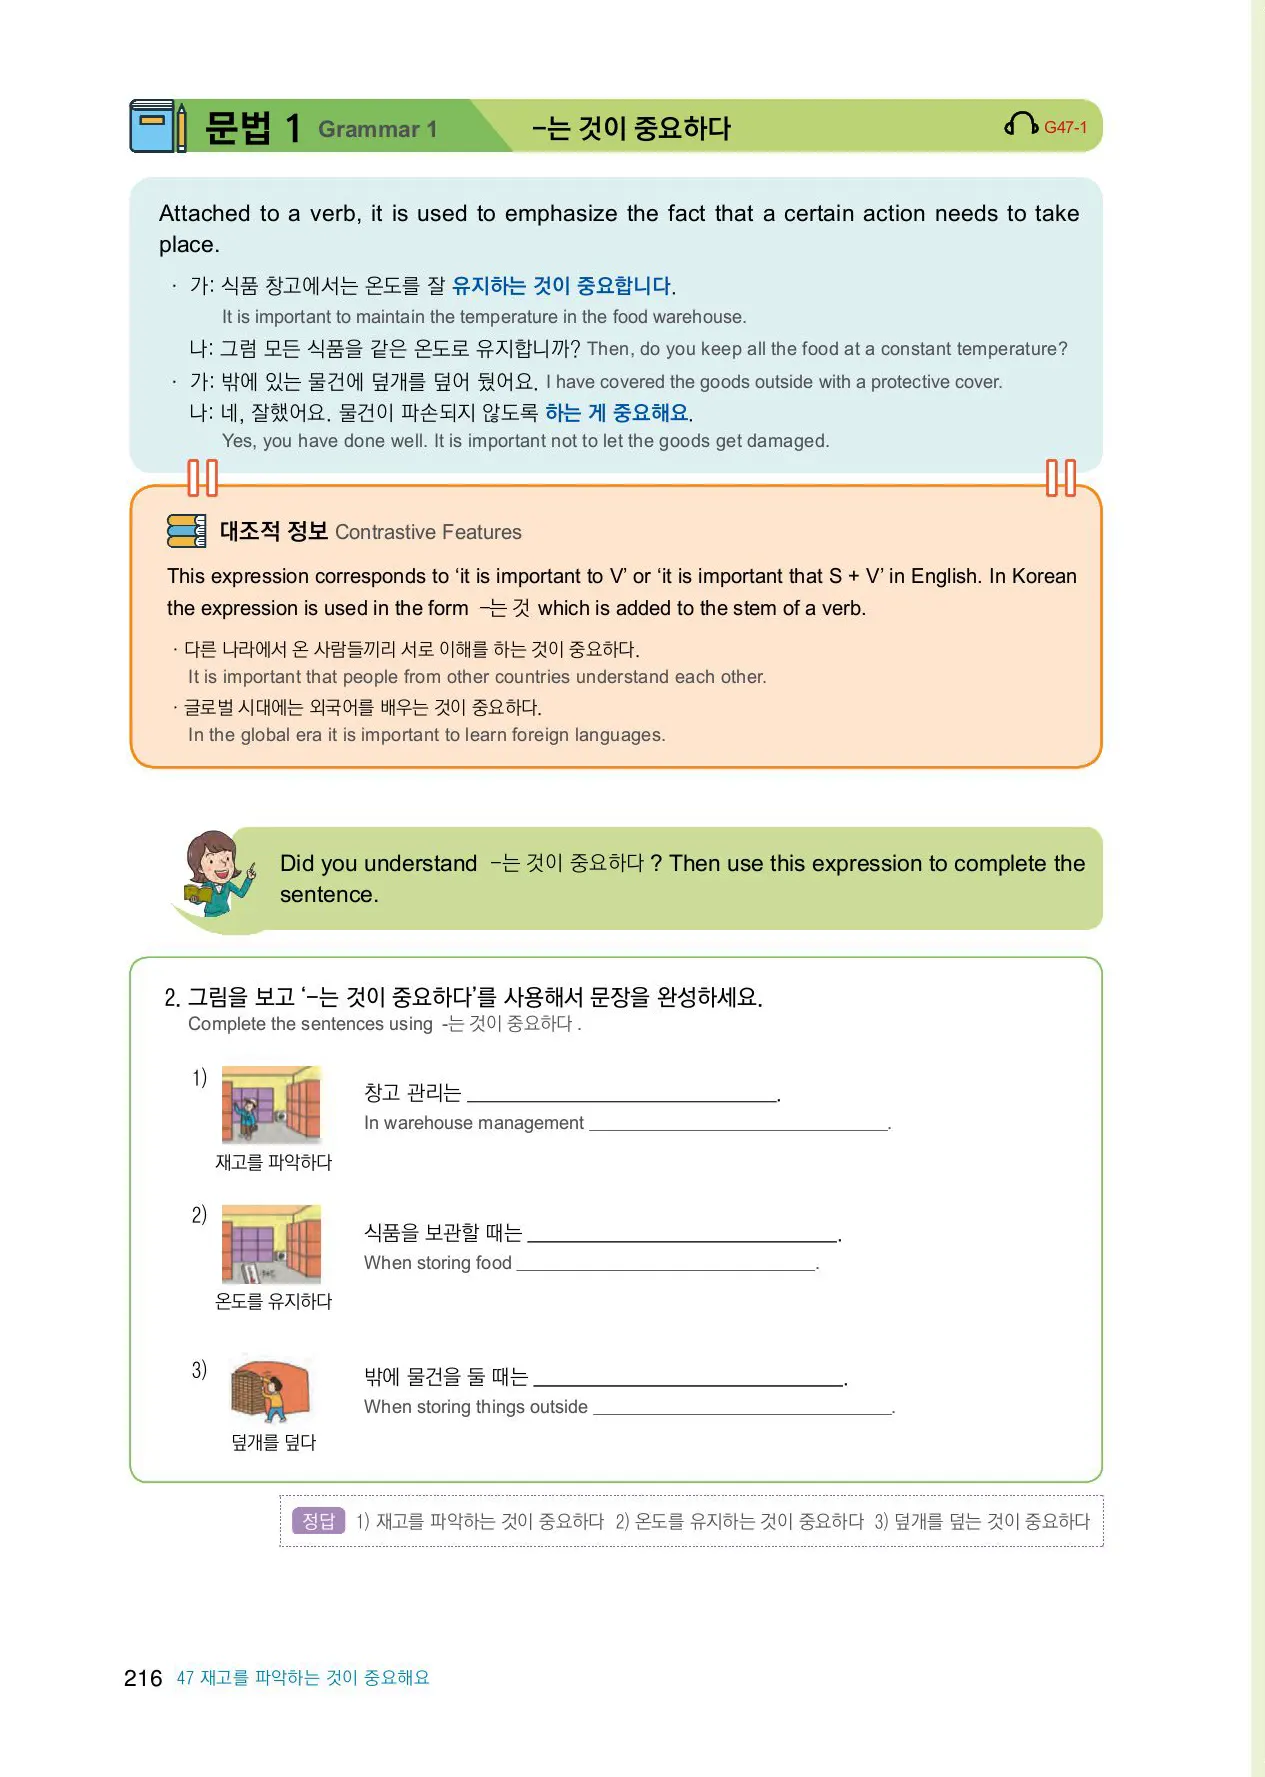 문법 1 Grammar 1 -는 것이 중요하다 G47-1
Attached to a verb, it is used to emphasize the fact that a certain action needs to take
place.
· 가: 식품 창고에서는 온도를 잘 유지하는 것이 중요합니다.
It is important to maintain the temperature in the food warehouse.
나: 그럼 모든 식품을 같은 온도로 유지합니까? Then, do you keep all the food at a constant temperature?
· 가: 밖에 있는 물건에 덮개를 덮어 뒀어요. I have covered the goods outside with a protective cover.
나: 네, 잘했어요. 물건이 파손되지 않도록 하는 게 중요해요.
Yes, you have done well. It is important not to let the goods get damaged.
대조적 정보 Contrastive Features
This expression corresponds to ‘it is important to V’ or ‘it is important that S + V’ in English. In Korean
the expression is used in the form -는 것 which is added to the stem of a verb.
· 다른 나라에서 온 사람들끼리 서로 이해를 하는 것이 중요하다.
It is important that people from other countries understand each other.
· 글로벌 시대에는 외국어를 배우는 것이 중요하다.
In the global era it is important to learn foreign languages.
Did you understand -는 것이 중요하다 ? Then use this expression to complete the
sentence.
2. 그림을 보고 ‘-는 것이 중요하다’를 사용해서 문장을 완성하세요.
Complete the sentences using -는 것이 중요하다 .
1)
창고 관리는 ______________________________.
In warehouse management ______________________________.
재고를 파악하다
2)
식품을 보관할 때는 ______________________________.
When storing food ______________________________.
온도를 유지하다
3)
밖에 물건을 둘 때는 ______________________________.
When storing things outside ______________________________.
덮개를 덮다
정답 1) 재고를 파악하는 것이 중요하다 2) 온도를 유지하는 것이 중요하다 3) 덮개를 덮는 것이 중요하다
216 47 재고를 파악하는 것이 중요해요